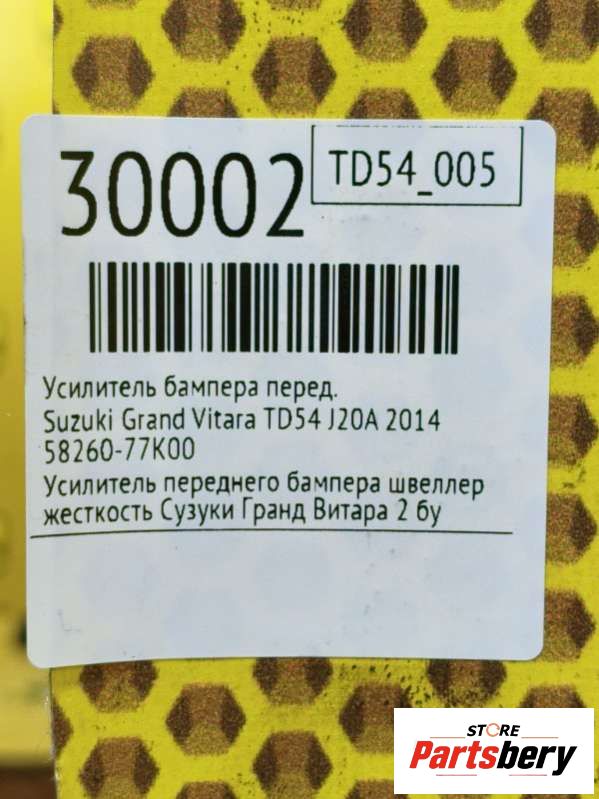 30002
TD54_005
Усилитель бампера перед.
Suzuki Grand Vitara TD54 J20A 2014
58260-77K00
Усилитель переднего бампера швеллер
жесткость Сузуки Гранд Витара 2 бу
STORE
Partsbery